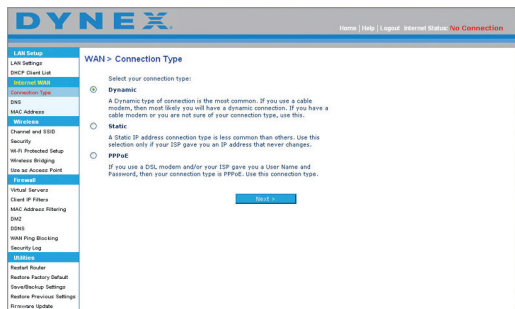 DYNEX
Home | Help | Logout Internet Status: No Connection
LAN Setup
LAN Settings
DHCP Client List
Internet WAN
Connection Type
DNS
MAC Address
Wireless
Channel and SSID
Security
Wi-Fi Protected Setup
Wireless Bridging
Use as Access Point
Firewall
Virtual Servers
Client IP Filters
MAC Address Filtering
DMZ
DDNS
WAN Ping Blocking
Security Log
Utilities
Restart Router
Restore Factory Default
Save/Backup Settings
Restore Previous Settings
Firmware Update
WAN > Connection Type
Select your connection type:
Dynamic
A Dynamic type of connection is the most common. If you use a cable
modem, then most likely you will have a dynamic connection. If you have a
cable modem or you are not sure of your connection type, use this.
Static
A Static IP address connection type is less common than others. Use this
selection only if your ISP gave you an IP address that never changes.
PPPoE
If you use a DSL modem and/or your ISP gave you a User Name and
Password, then your connection type is PPPoE. Use this connection type.
Next >